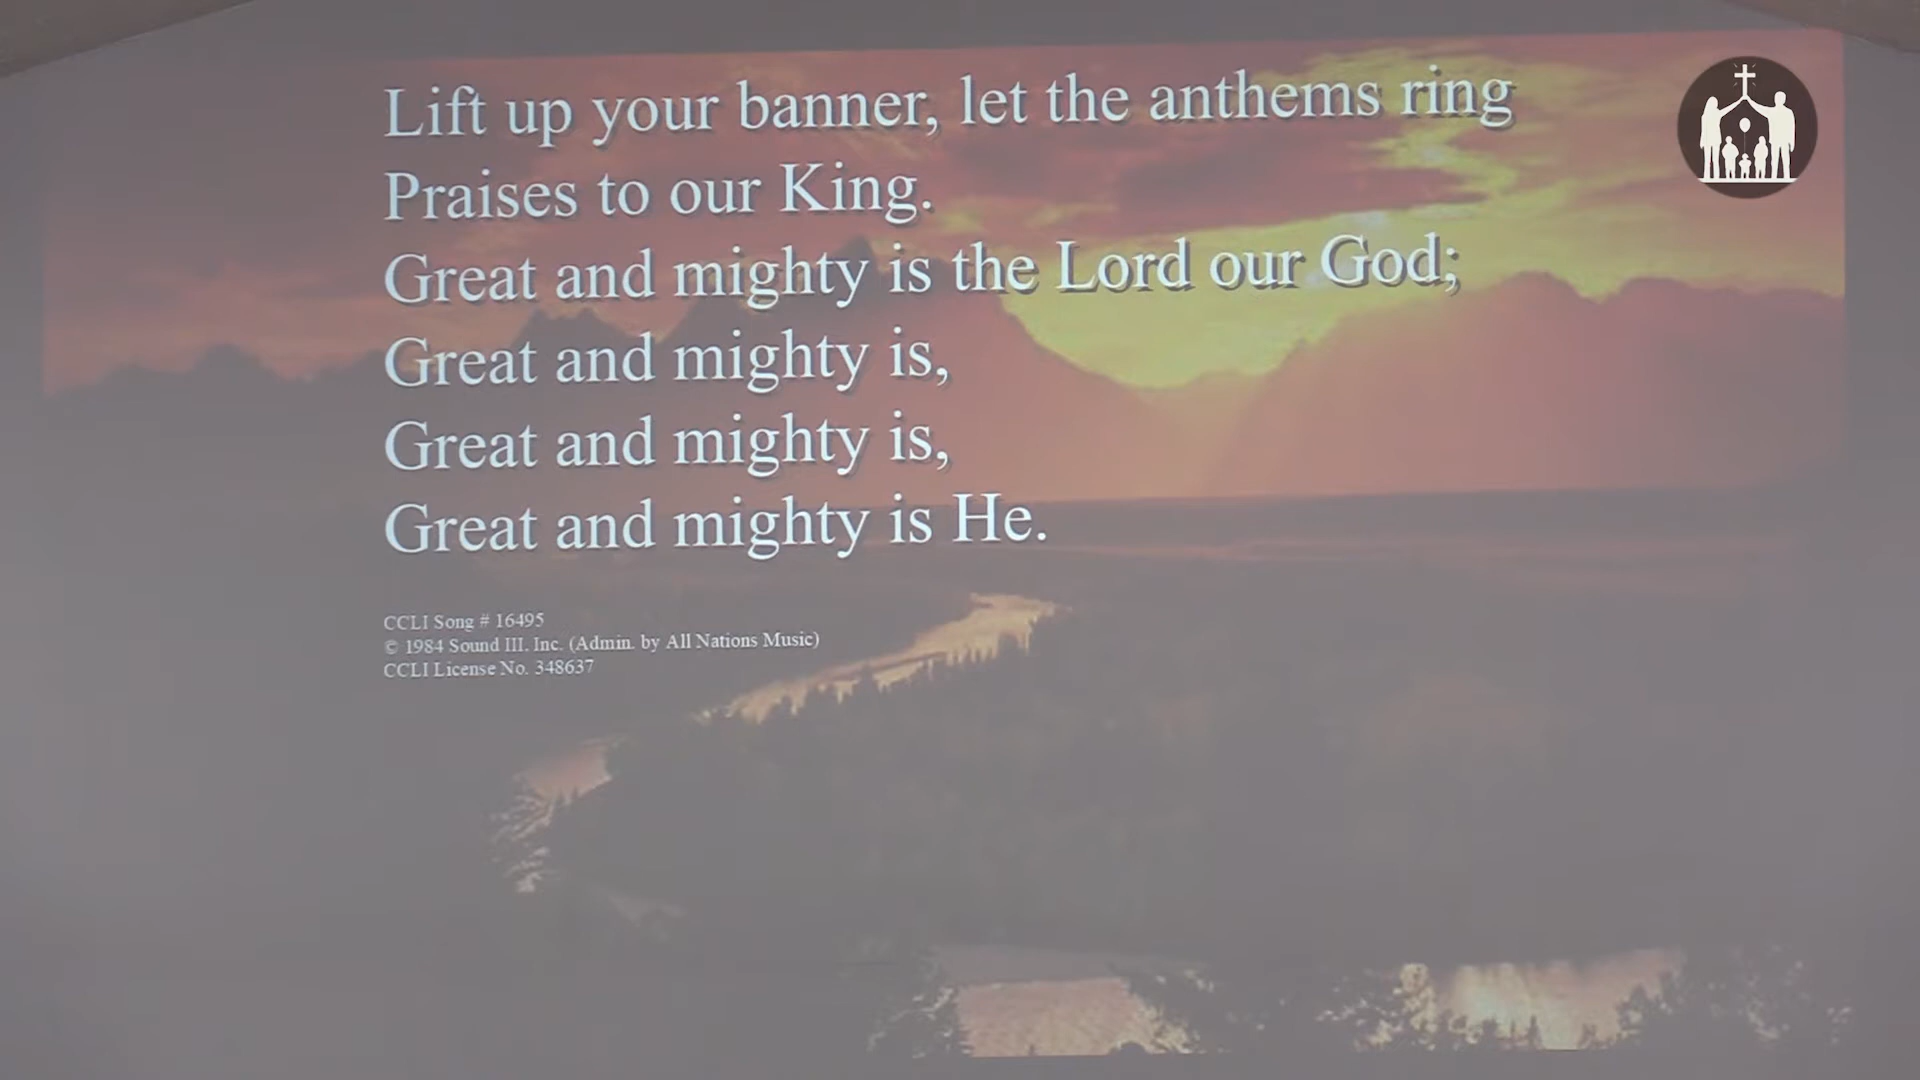 Lift up your banner, let the anthems ring
Praises to our King.
Great and mighty is the Lord our God;
Great and mighty is,
Great and mighty is,
Great and mighty is He.
CCLI Song # 16495
© 1984 Sound III. Inc. (Admin. by All Nations Music)
CCLI License No. 348637